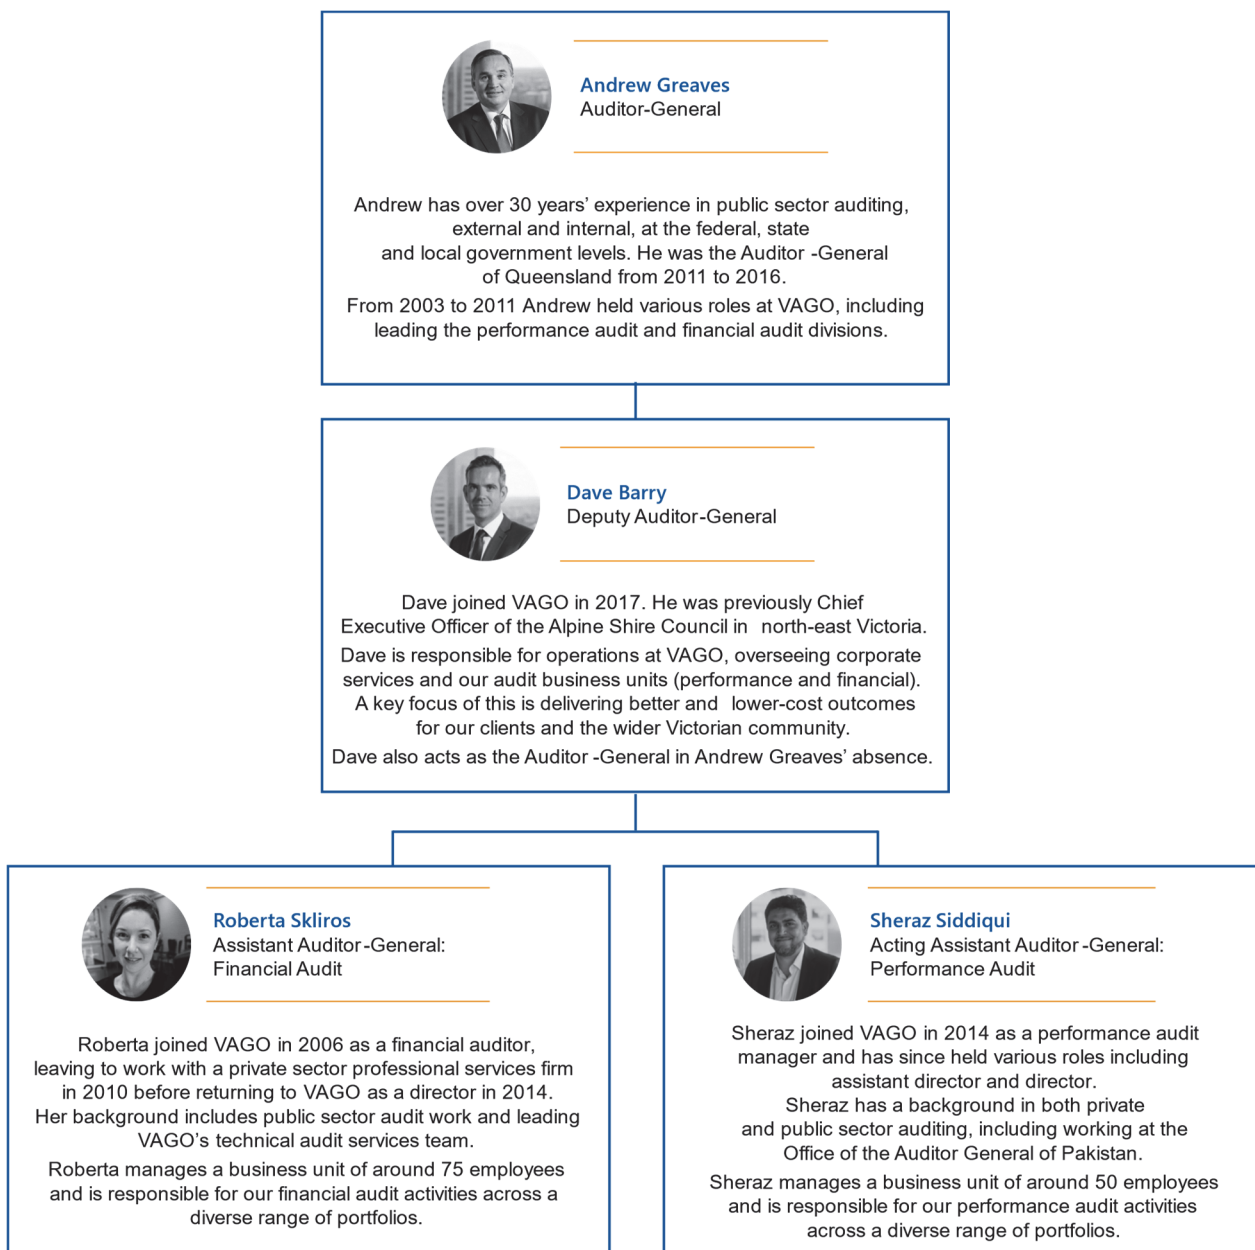 Andrew Greaves
Auditor-General
Andrew has over 30 years’ experience in public sector auditing,
external and internal, at the federal, state
and local government levels. He was the Auditor -General
of Queensland from 2011 to 2016.
From 2003 to 2011 Andrew held various roles at VAGO, including
leading the performance audit and financial audit divisions.
Dave Barry
Deputy Auditor-General
Dave joined VAGO in 2017. He was previously Chief
Executive Officer of the Alpine Shire Council in north-east Victoria.
Dave is responsible for operations at VAGO, overseeing corporate
services and our audit business units (performance and financial).
A key focus of this is delivering better and lower-cost outcomes
for our clients and the wider Victorian community.
Dave also acts as the Auditor -General in Andrew Greaves’ absence.
Roberta Skliros
Assistant Auditor -General:
Financial Audit
Roberta joined VAGO in 2006 as a financial auditor,
leaving to work with a private sector professional services firm
in 2010 before returning to VAGO as a director in 2014.
Her background includes public sector audit work and leading
VAGO’s technical audit services team.
Roberta manages a business unit of around 75 employees
and is responsible for our financial audit activities across a
diverse range of portfolios.
Sheraz Siddiqui
Acting Assistant Auditor -General:
Performance Audit
Sheraz joined VAGO in 2014 as a performance audit
manager and has since held various roles including
assistant director and director.
Sheraz has a background in both private
and public sector auditing, including working at the
Office of the Auditor General of Pakistan.
Sheraz manages a business unit of around 50 employees
and is responsible for our performance audit activities
across a diverse range of portfolios.